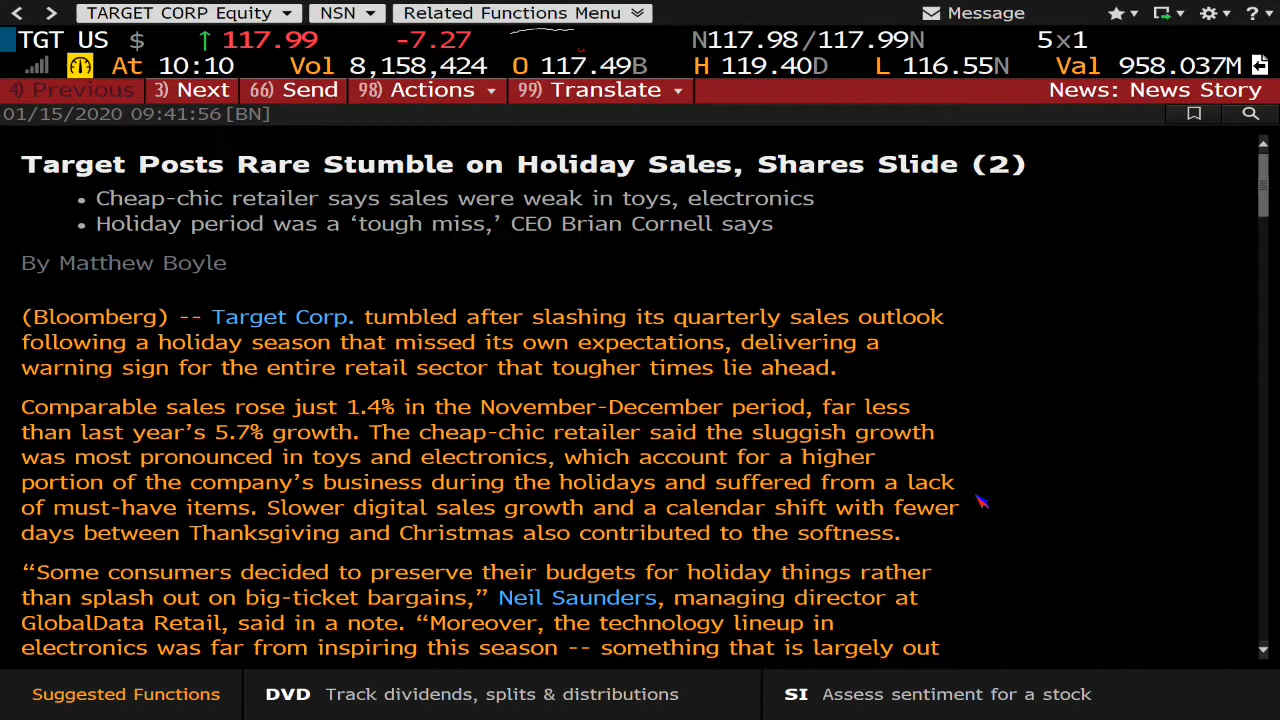 < > TARGET CORP Equity NSN Related Functions Menu Message ?
TGT US $ ↑ 117.99 -7.27 N117.98/117.99N 5x1
At 10:10 Vol 8,158,424 O 117.49B H 119.40D L 116.55N Val 958.037M
4) Previous 3) Next 66) Send 98) Actions 99) Translate News: News Story
01/15/2020 09:41:56 [BN]
Target Posts Rare Stumble on Holiday Sales, Shares Slide (2)
• Cheap-chic retailer says sales were weak in toys, electronics
• Holiday period was a ‘tough miss,’ CEO Brian Cornell says
By Matthew Boyle
(Bloomberg) -- Target Corp. tumbled after slashing its quarterly sales outlook
following a holiday season that missed its own expectations, delivering a
warning sign for the entire retail sector that tougher times lie ahead.
Comparable sales rose just 1.4% in the November-December period, far less
than last year’s 5.7% growth. The cheap-chic retailer said the sluggish growth
was most pronounced in toys and electronics, which account for a higher
portion of the company’s business during the holidays and suffered from a lack
of must-have items. Slower digital sales growth and a calendar shift with fewer
days between Thanksgiving and Christmas also contributed to the softness.
“Some consumers decided to preserve their budgets for holiday things rather
than splash out on big-ticket bargains,” Neil Saunders, managing director at
GlobalData Retail, said in a note. “Moreover, the technology lineup in
electronics was far from inspiring this season -- something that is largely out
Suggested Functions DVD Track dividends, splits & distributions SI Assess sentiment for a stock